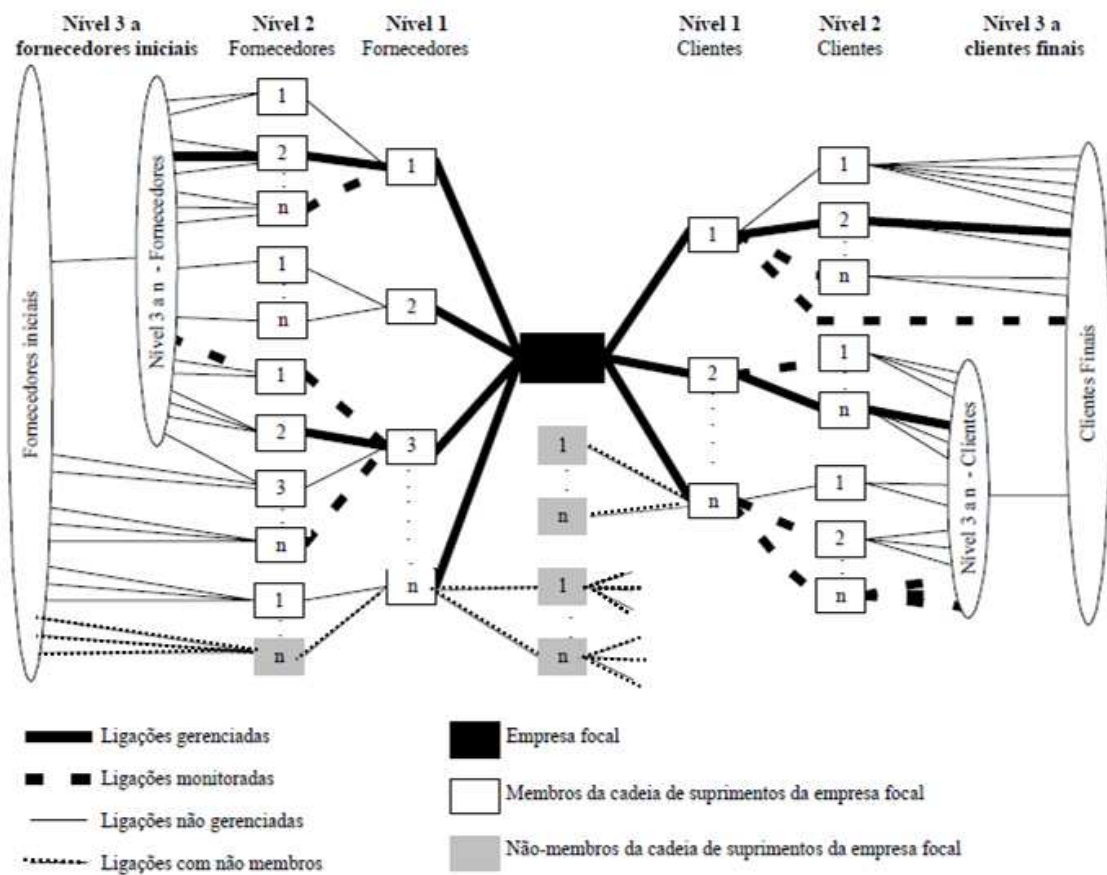 Nível 3 a
fornecedores iniciais
Nível 2
Fornecedores
Nível 1
Fornecedores
Nível 1
Clientes
Nível 2
Clientes
Nível 3 a
clientes finais
Fornecedores iniciais
Nível 3 a n - Fornecedores
1
2
n
1
n
1
2
3
n
1
n
1
2
3
n
1
n
1
n
1
2
n
1
2
n
1
n
1
2
n
Nível 3 a n - Clientes
Clientes Finais
Ligações gerenciadas
Ligações monitoradas
Ligações não gerenciadas
Ligações com não membros
Empresa focal
Membros da cadeia de suprimentos da empresa focal
Não-membros da cadeia de suprimentos da empresa focal